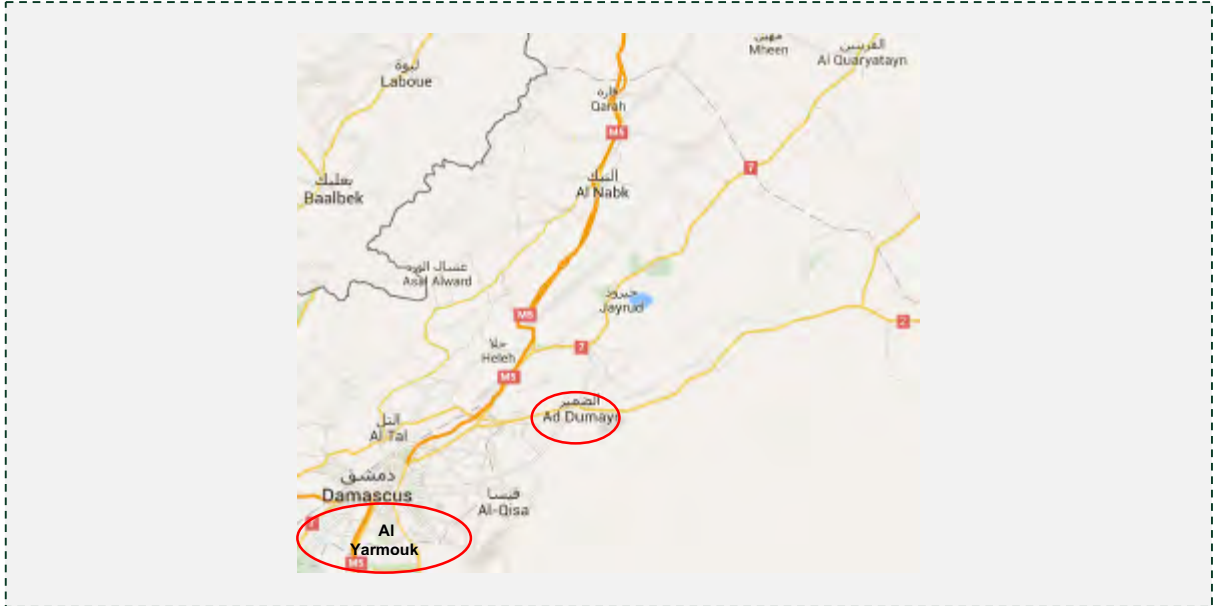 مهين
Mheen
القريتين
Al Quaryatayn
لبوة
Laboue
قارة
Qarah
M5
7
بعلبك
Baalbek
النبك
Al Nabk
عسال الورد
Asal Alward
جيرود
Jayrud
M5
2
حلا
Heleh
7
M5
الضمير
Ad Dumayr
التل
Al Tal
دمشق
Damascus
قيسا
Al-Qisa
Al
Yarmouk
M5